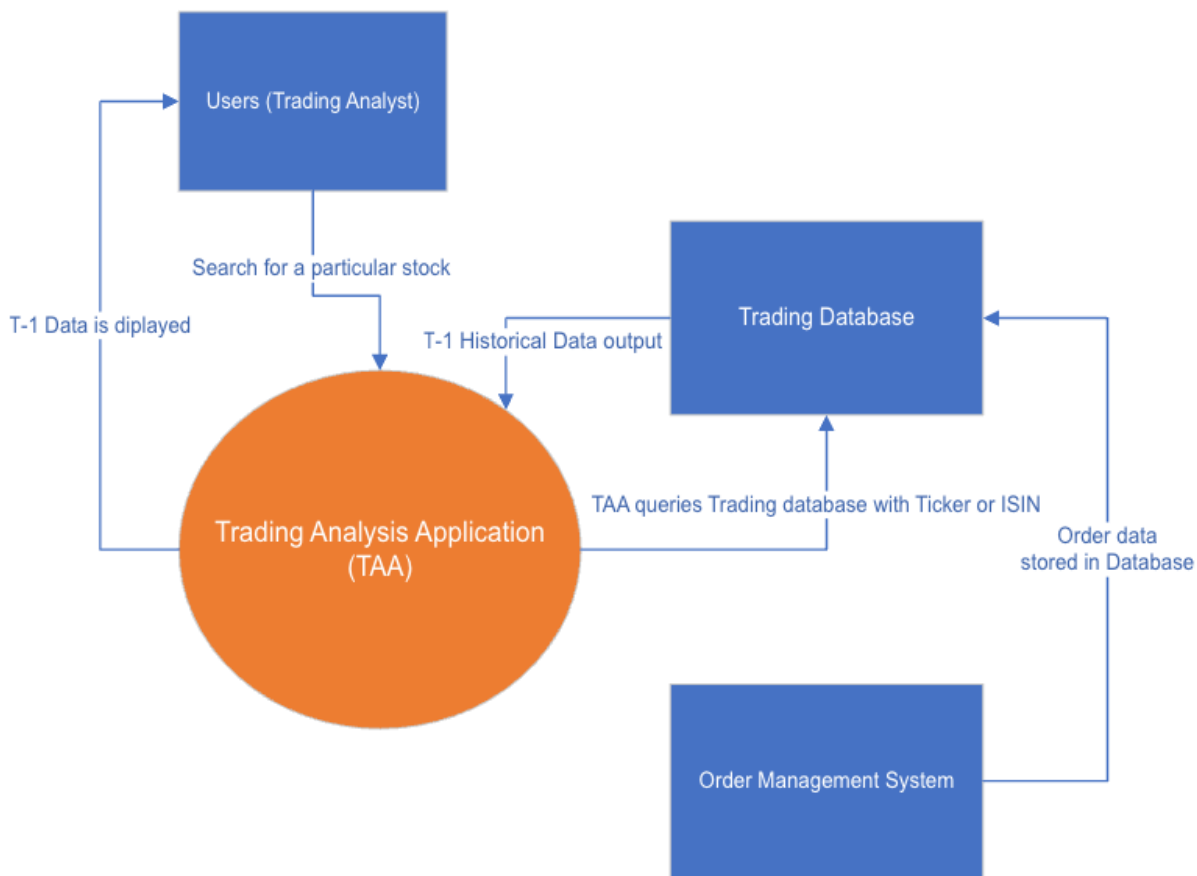 Users (Trading Analyst)
Search for a particular stock
T-1 Data is diplayed
Trading Database
T-1 Historical Data output
TAA queries Trading database with Ticker or ISIN
Trading Analysis Application
(TAA)
Order data
stored in Database
Order Management System